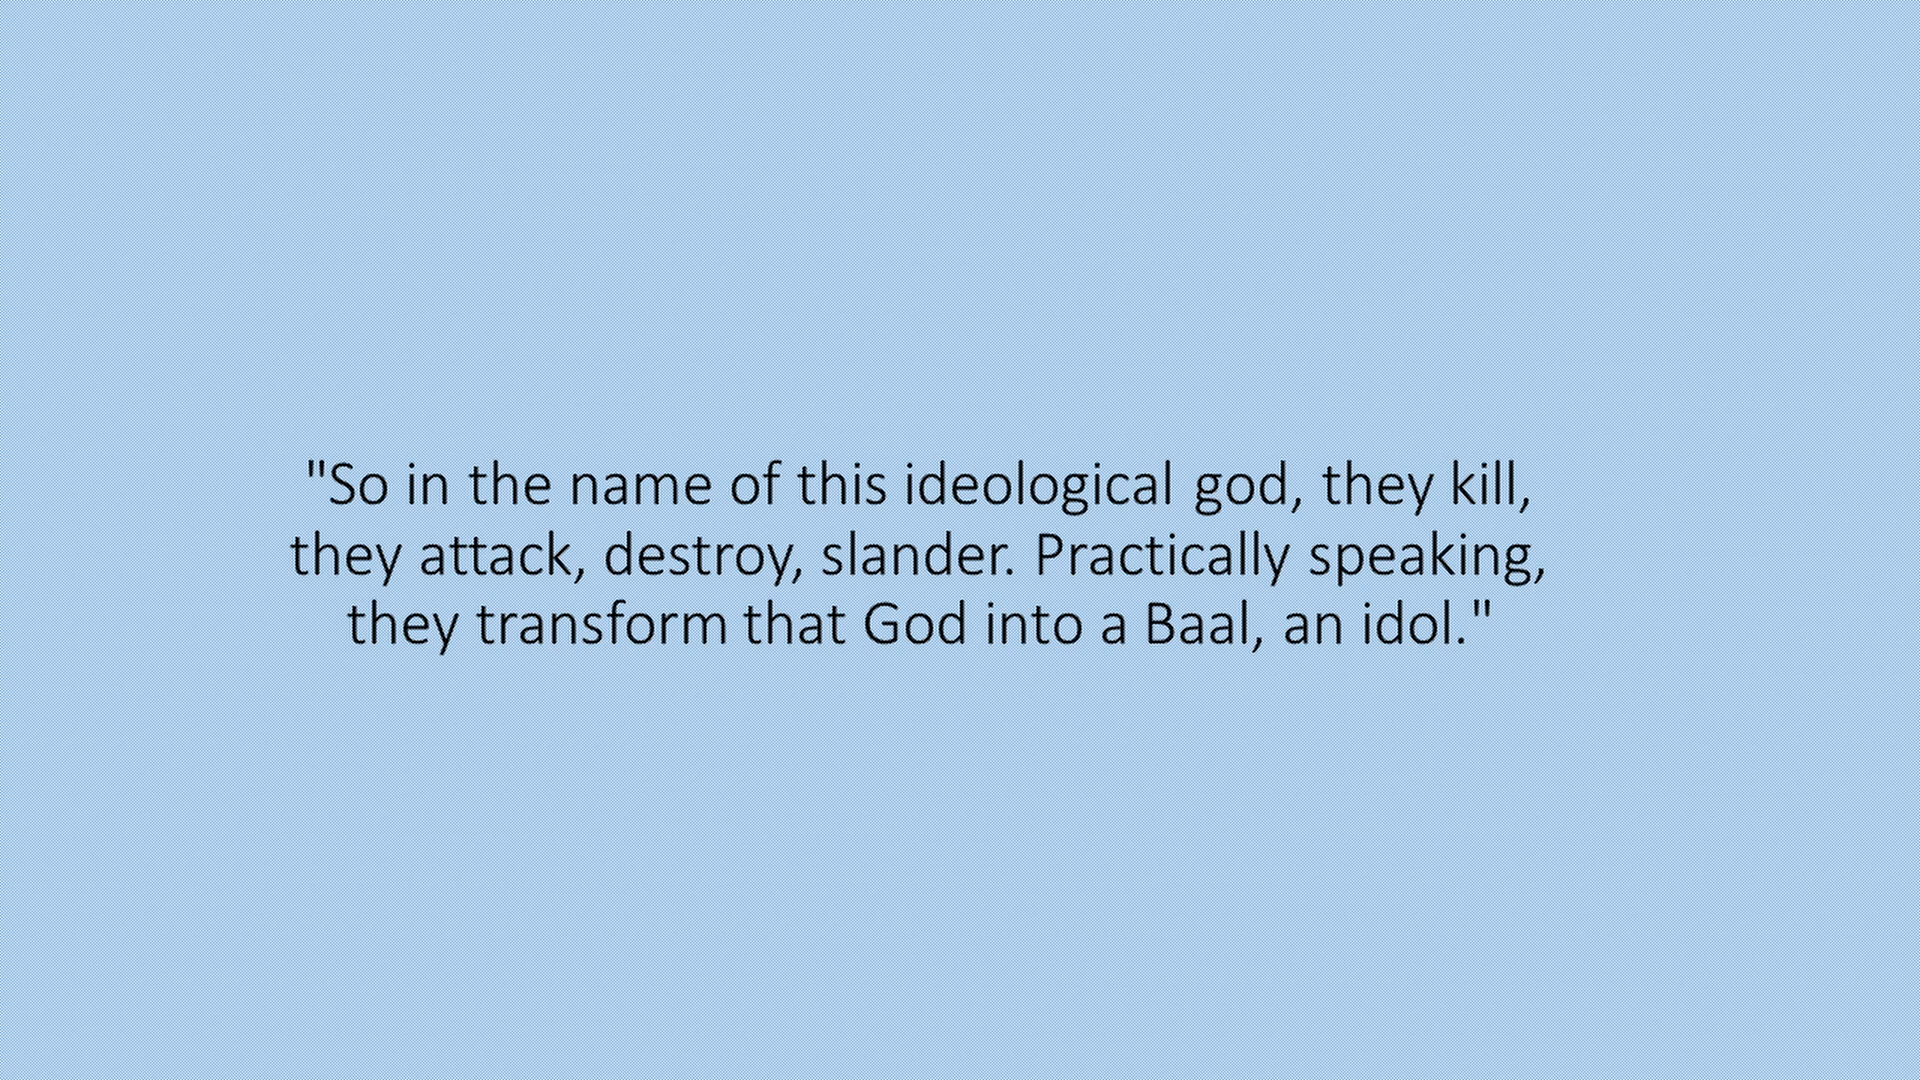 "So in the name of this ideological god, they kill,
they attack, destroy, slander. Practically speaking,
they transform that God into a Baal, an idol."